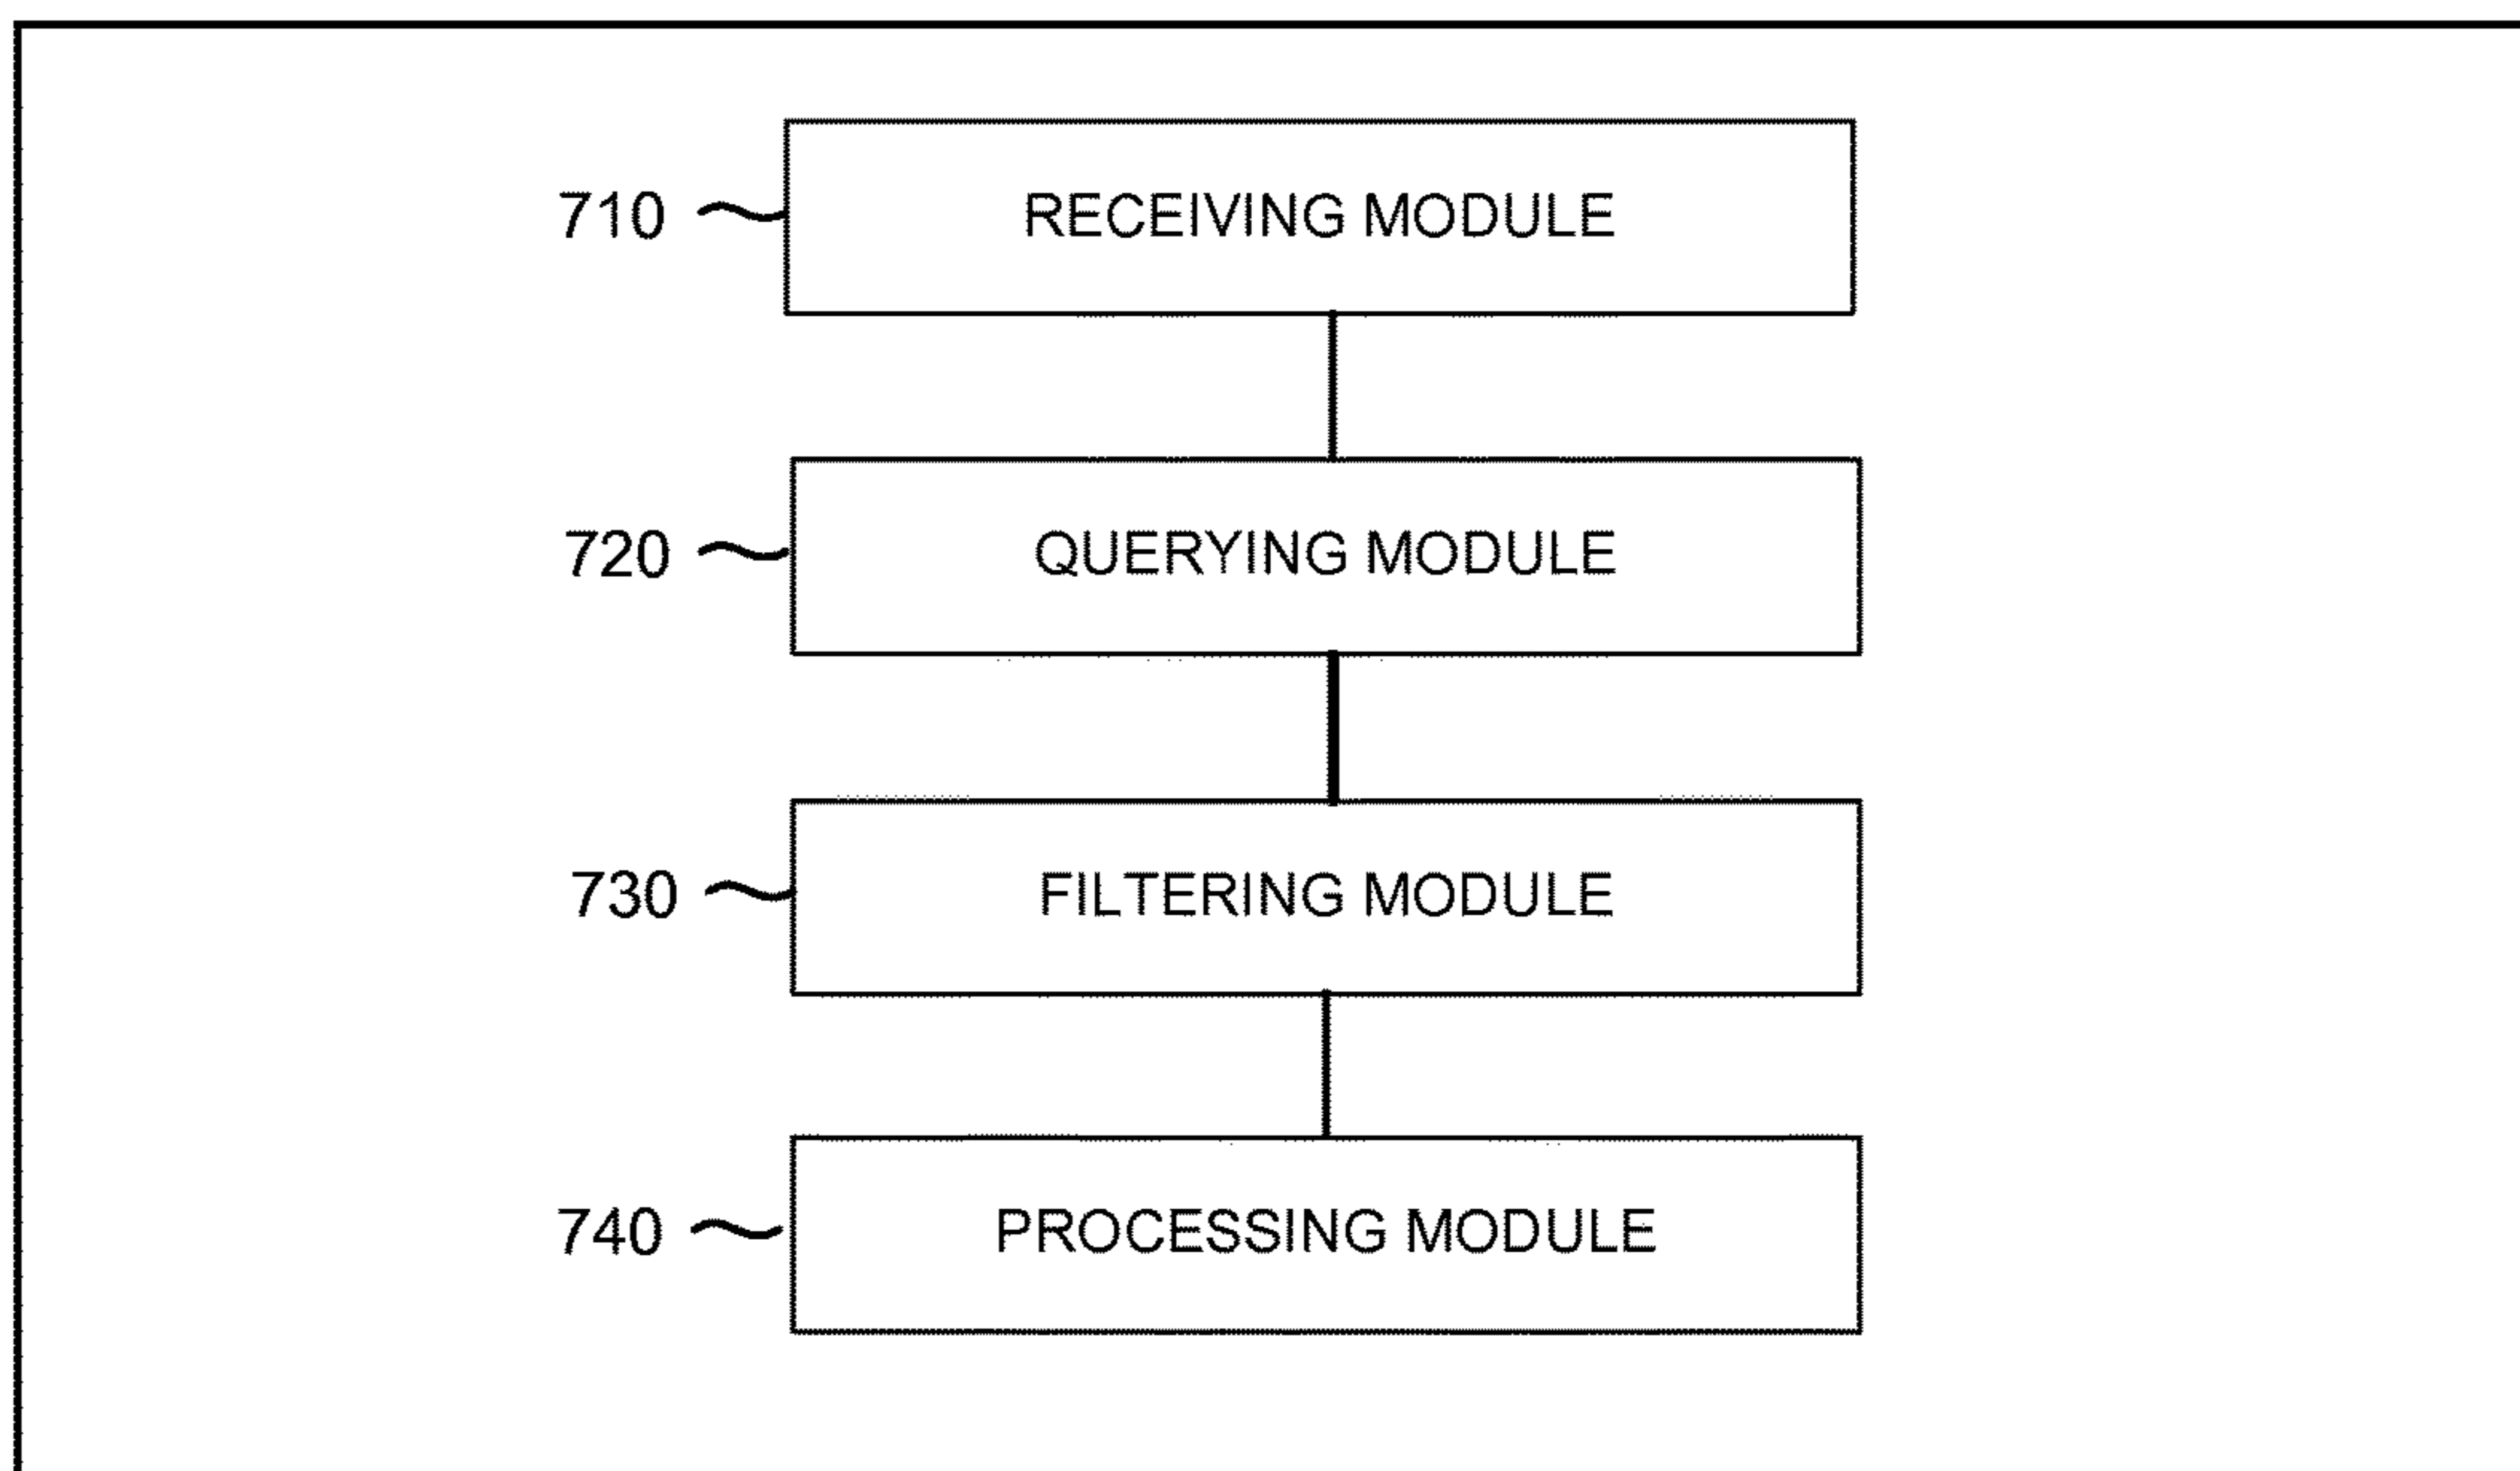 710 RECEIVING MODULE
720 QUERYING MODULE
730 FILTERING MODULE
740 PROCESSING MODULE